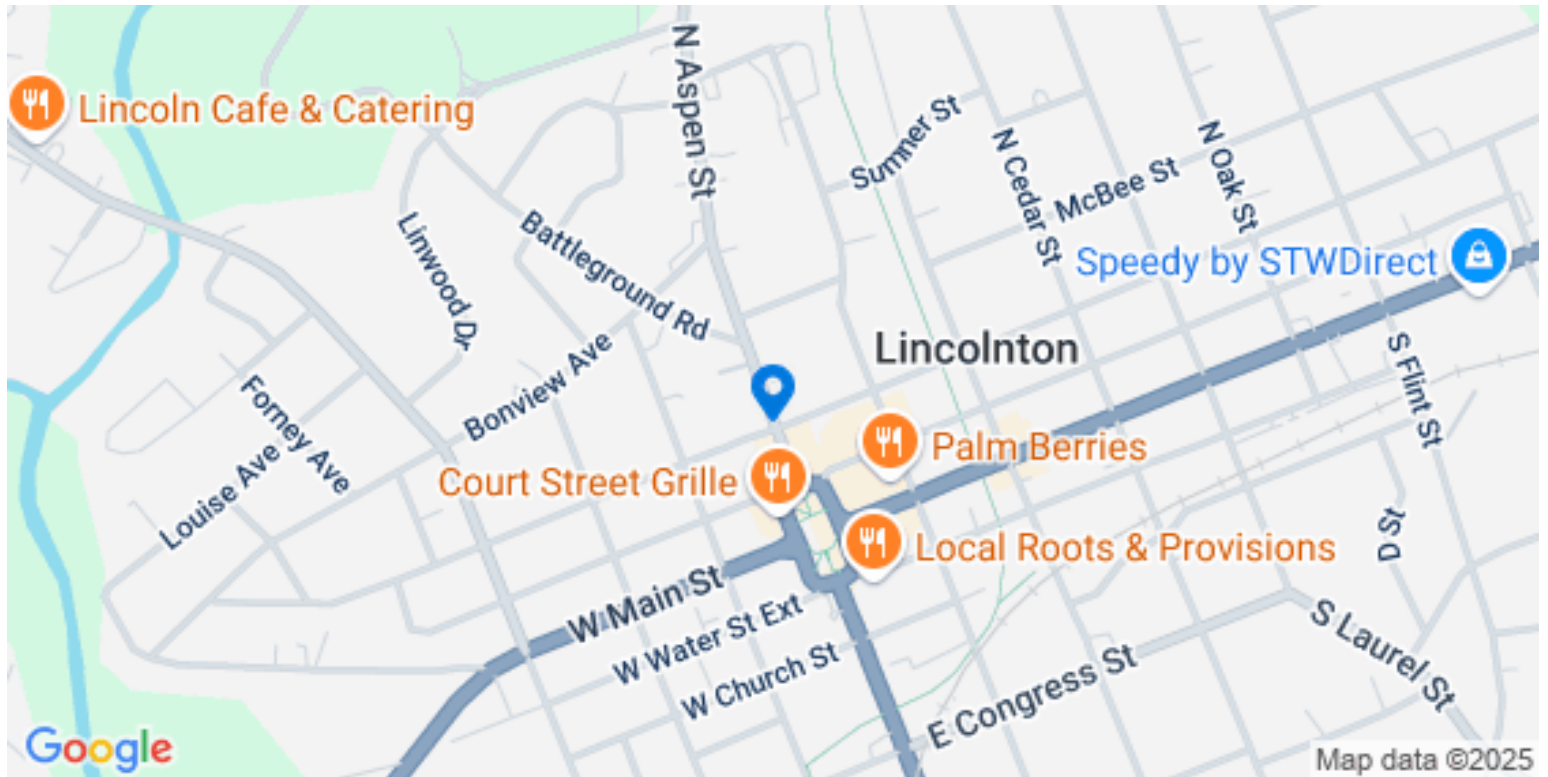 N Aspen St
Lincoln Cafe & Catering
Sumner St
N Cedar St
McBee St
N Oak St
Linwood Dr
Battleground Rd
Speedy by STWDirect
Lincolnton
S Flint St
Bonview Ave
Forney Ave
Louise Ave
Court Street Grille
Palm Berries
D St
Local Roots & Provisions
W Main St
W Water St Ext
W Church St
E Congress St
S Laurel St
Google
Map data ©2025